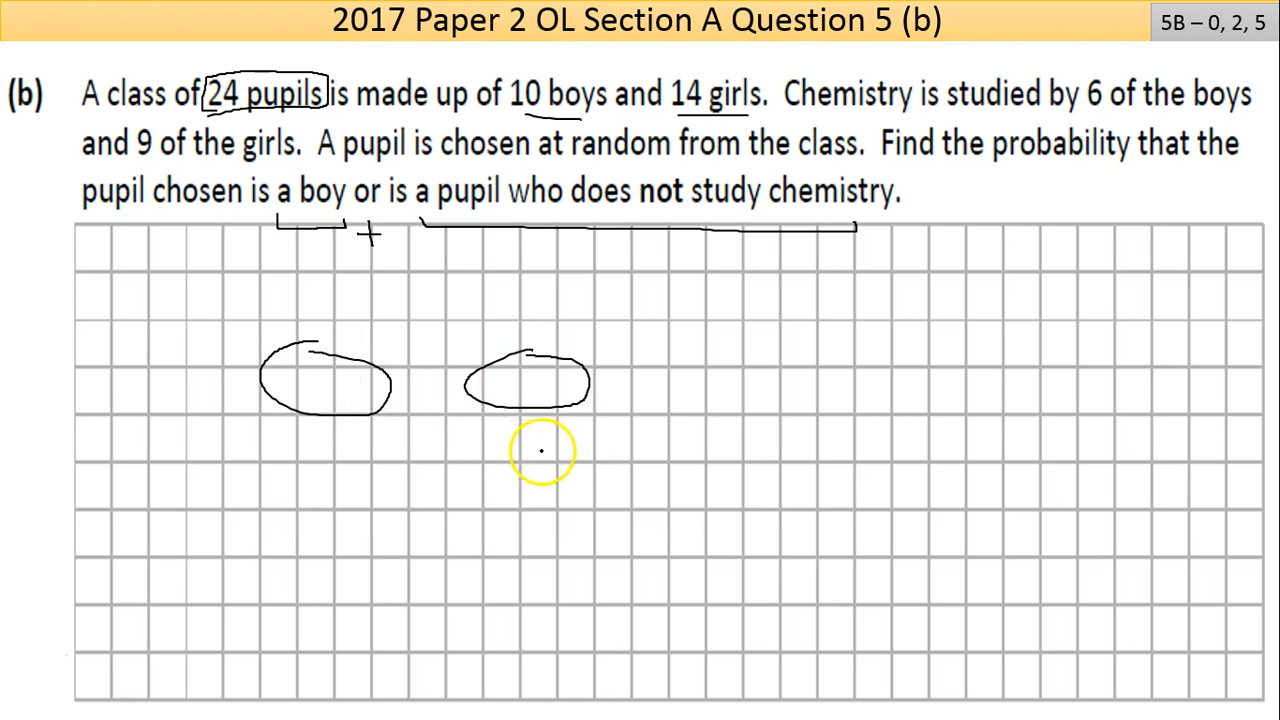 2017 Paper 2 OL Section A Question 5 (b)
5B – 0, 2, 5
(b) A class of 24 pupils is made up of 10 boys and 14 girls. Chemistry is studied by 6 of the boys
and 9 of the girls. A pupil is chosen at random from the class. Find the probability that the
pupil chosen is a boy or is a pupil who does not study chemistry.
+